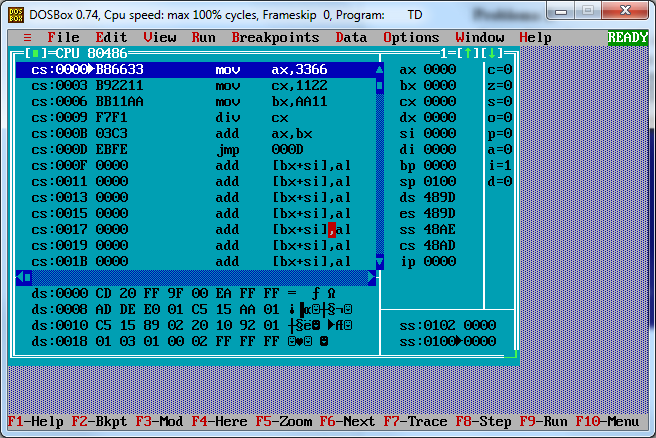 DOSBox 0.74, Cpu speed: max 100% cycles, Frameskip 0, Program: TD
≡ File Edit View Run Breakpoints Data Options Window Help READY
[■]=CPU 80486 1=[↑][↓]
cs:0000►B86633 mov ax,3366 ax 0000 c=0
cs:0003 B92211 mov cx,1122 bx 0000 z=0
cs:0006 BB11AA mov bx,AA11 cx 0000 s=0
cs:0009 F7F1 div cx dx 0000 o=0
cs:000B 03C3 add ax,bx si 0000 p=0
cs:000D EBFE jmp 000D di 0000 a=0
cs:000F 0000 add [bx+si],al bp 0000 i=1
cs:0011 0000 add [bx+si],al sp 0100 d=0
cs:0013 0000 add [bx+si],al ds 489D
cs:0015 0000 add [bx+si],al es 489D
cs:0017 0000 add [bx+si],al ss 48AE
cs:0019 0000 add [bx+si],al cs 48AD
cs:001B 0000 add [bx+si],al ip 0000
ds:0000 CD 20 FF 9F 00 EA FF FF = ƒ Ω
ds:0008 AD DE E0 01 C5 15 AA 01 ¡▐α☺┼§¬☺
ds:0010 C5 15 89 02 20 10 92 01 ┼§ë☻ ►Æ☺ ss:0102 0000
ds:0018 01 03 01 00 02 FF FF FF ☺♥☺ ☻ ss:0100►0000
F1-Help F2-Bkpt F3-Mod F4-Here F5-Zoom F6-Next F7-Trace F8-Step F9-Run F10-Menu